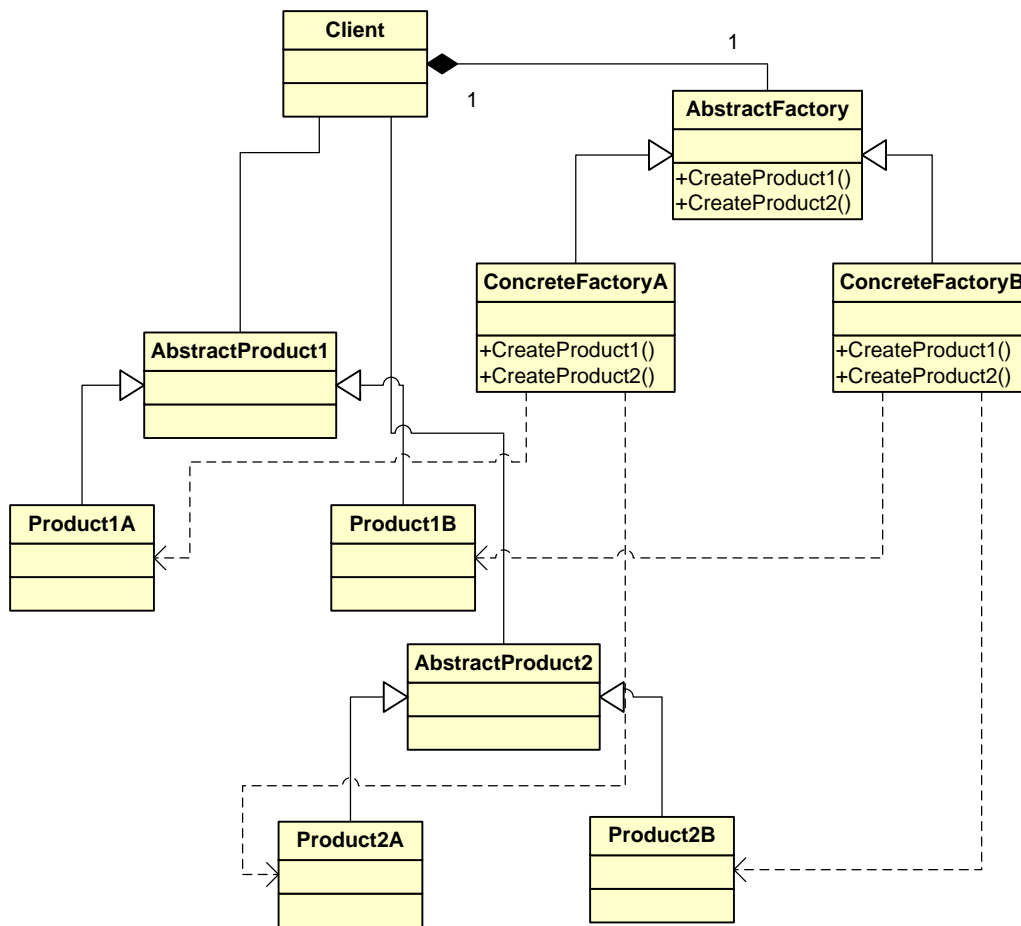 Client
1
1
AbstractFactory
+CreateProduct1()
+CreateProduct2()
ConcreteFactoryA
+CreateProduct1()
+CreateProduct2()
ConcreteFactoryB
+CreateProduct1()
+CreateProduct2()
AbstractProduct1
Product1A
Product1B
AbstractProduct2
Product2A
Product2B